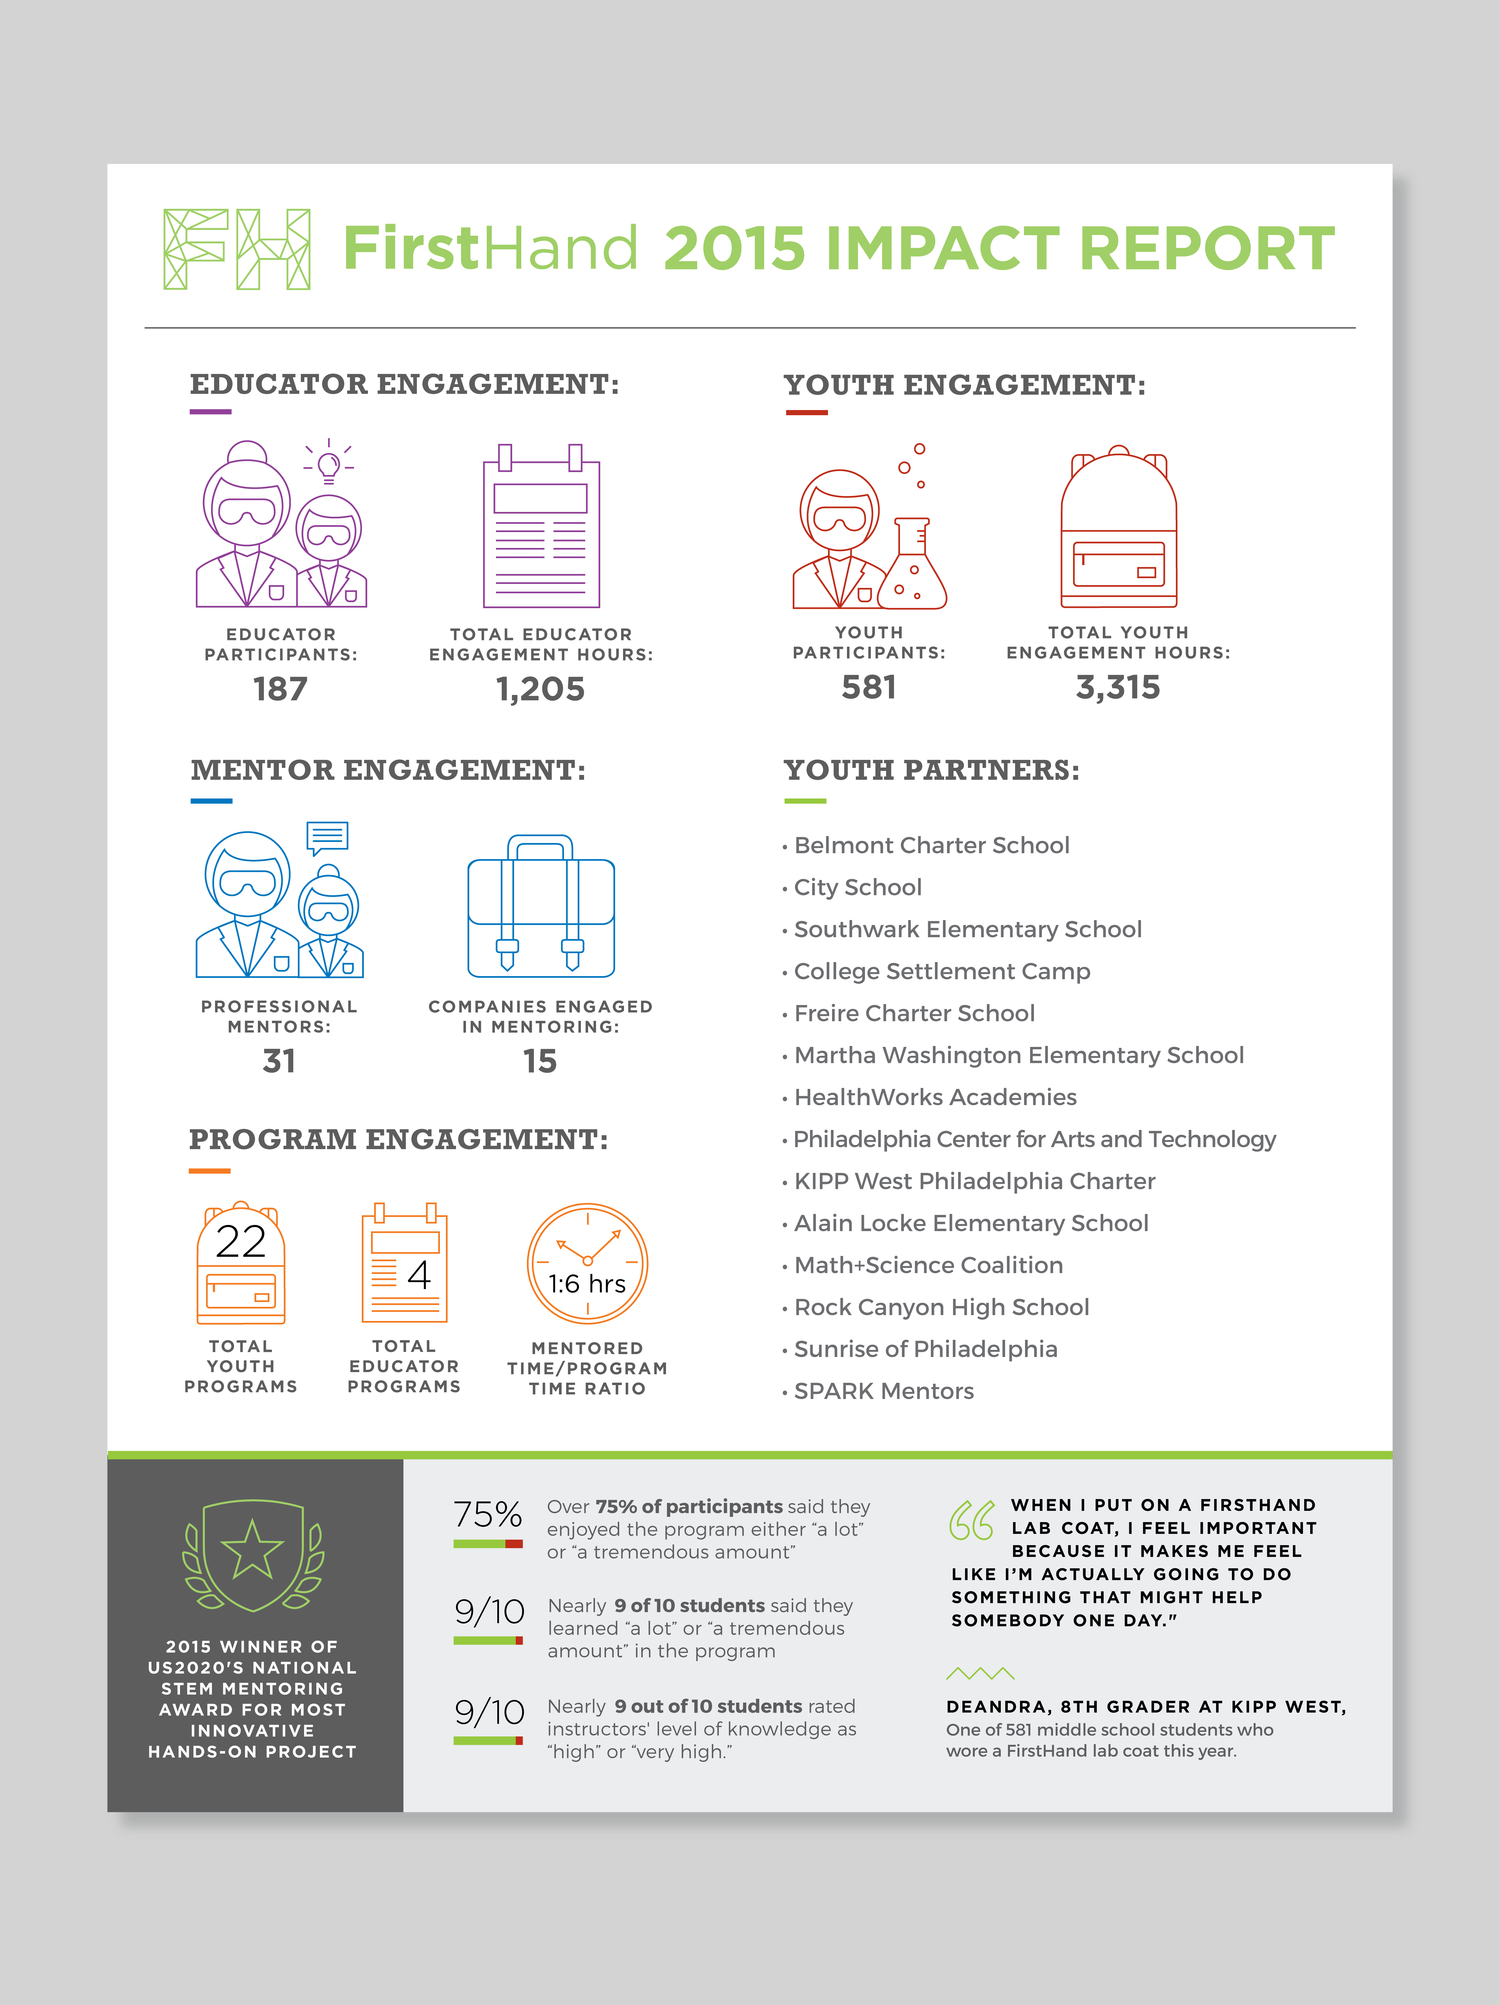 FH FirstHand 2015 IMPACT REPORT
EDUCATOR ENGAGEMENT:
EDUCATOR
PARTICIPANTS:
187
TOTAL EDUCATOR
ENGAGEMENT HOURS:
1,205
YOUTH ENGAGEMENT:
YOUTH
PARTICIPANTS:
581
TOTAL YOUTH
ENGAGEMENT HOURS:
3,315
MENTOR ENGAGEMENT:
PROFESSIONAL
MENTORS:
31
COMPANIES ENGAGED
IN MENTORING:
15
PROGRAM ENGAGEMENT:
22
TOTAL
YOUTH
PROGRAMS
4
TOTAL
EDUCATOR
PROGRAMS
1:6 hrs
MENTORED
TIME/PROGRAM
TIME RATIO
YOUTH PARTNERS:
• Belmont Charter School
• City School
• Southwark Elementary School
• College Settlement Camp
• Freire Charter School
• Martha Washington Elementary School
• HealthWorks Academies
• Philadelphia Center for Arts and Technology
• KIPP West Philadelphia Charter
• Alain Locke Elementary School
• Math+Science Coalition
• Rock Canyon High School
• Sunrise of Philadelphia
• SPARK Mentors
2015 WINNER OF
US2020'S NATIONAL
STEM MENTORING
AWARD FOR MOST
INNOVATIVE
HANDS-ON PROJECT
75%
Over 75% of participants said they
enjoyed the program either “a lot”
or “a tremendous amount”
9/10
Nearly 9 of 10 students said they
learned “a lot” or “a tremendous
amount” in the program
9/10
Nearly 9 out of 10 students rated
instructors' level of knowledge as
“high” or “very high.”
“ WHEN I PUT ON A FIRSTHAND
LAB COAT, I FEEL IMPORTANT
BECAUSE IT MAKES ME FEEL
LIKE I’M ACTUALLY GOING TO DO
SOMETHING THAT MIGHT HELP
SOMEBODY ONE DAY."
DEANDRA, 8TH GRADER AT KIPP WEST,
One of 581 middle school students who
wore a FirstHand lab coat this year.